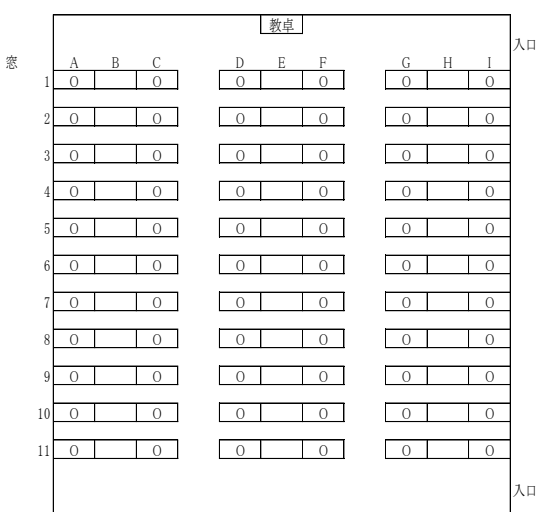 教卓
入口
窓
A B C D E F G H I
1 O O O O O O
2 O O O O O O
3 O O O O O O
4 O O O O O O
5 O O O O O O
6 O O O O O O
7 O O O O O O
8 O O O O O O
9 O O O O O O
10 O O O O O O
11 O O O O O O
入口